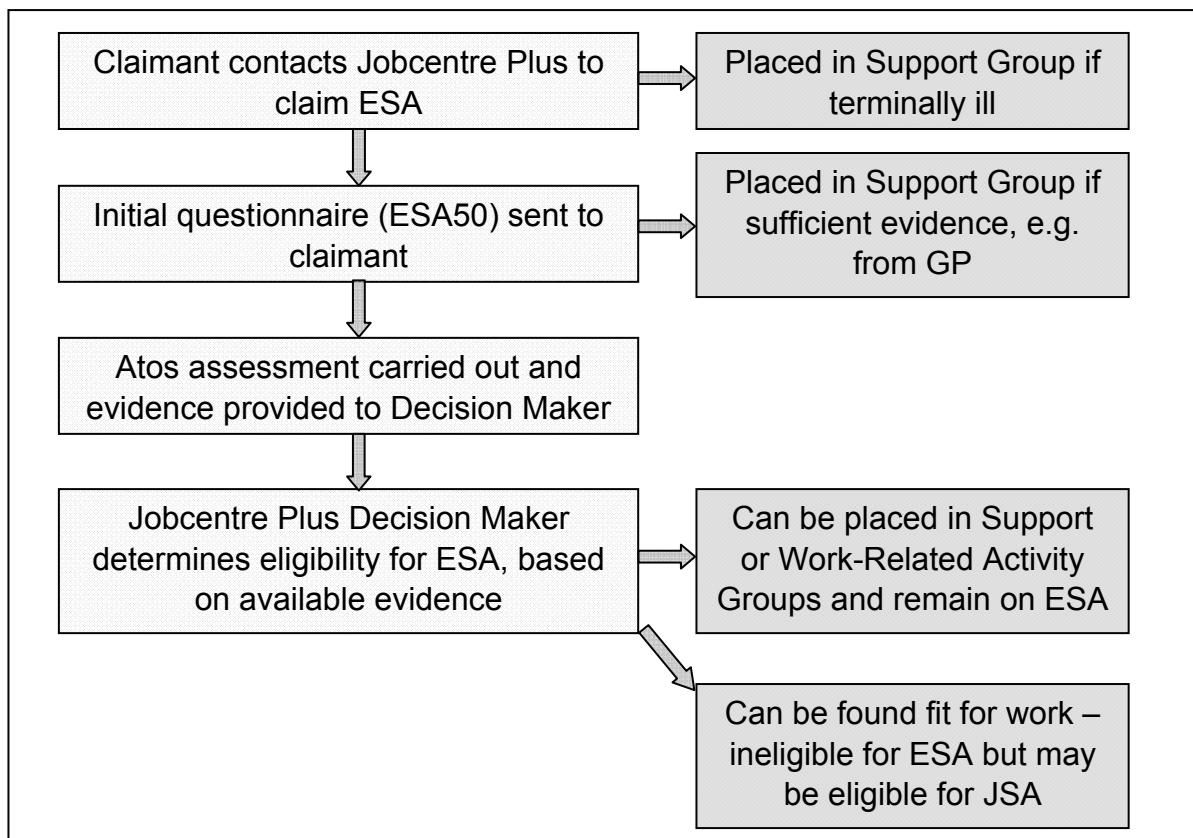 Claimant contacts Jobcentre Plus to
claim ESA
Placed in Support Group if
terminally ill
Initial questionnaire (ESA50) sent to
claimant
Placed in Support Group if
sufficient evidence, e.g.
from GP
Atos assessment carried out and
evidence provided to Decision Maker
Jobcentre Plus Decision Maker
determines eligibility for ESA, based
on available evidence
Can be placed in Support
or Work-Related Activity
Groups and remain on ESA
Can be found fit for work –
ineligible for ESA but may
be eligible for JSA